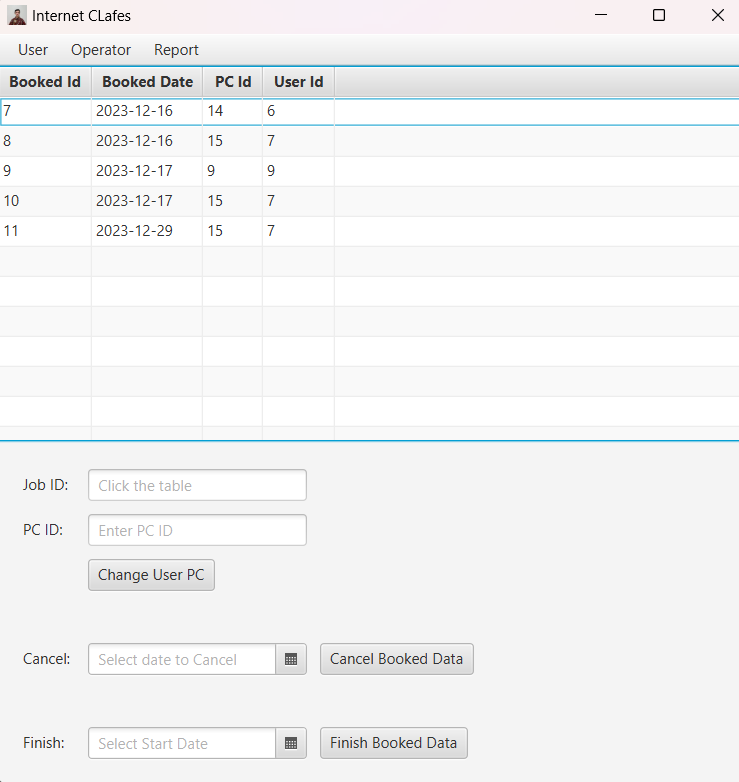 Internet CLafes
User Operator Report
Booked Id Booked Date PC Id User Id
7 2023-12-16 14 6
8 2023-12-16 15 7
9 2023-12-17 9 9
10 2023-12-17 15 7
11 2023-12-29 15 7
Job ID: Click the table
PC ID: Enter PC ID
Change User PC
Cancel: Select date to Cancel Cancel Booked Data
Finish: Select Start Date Finish Booked Data